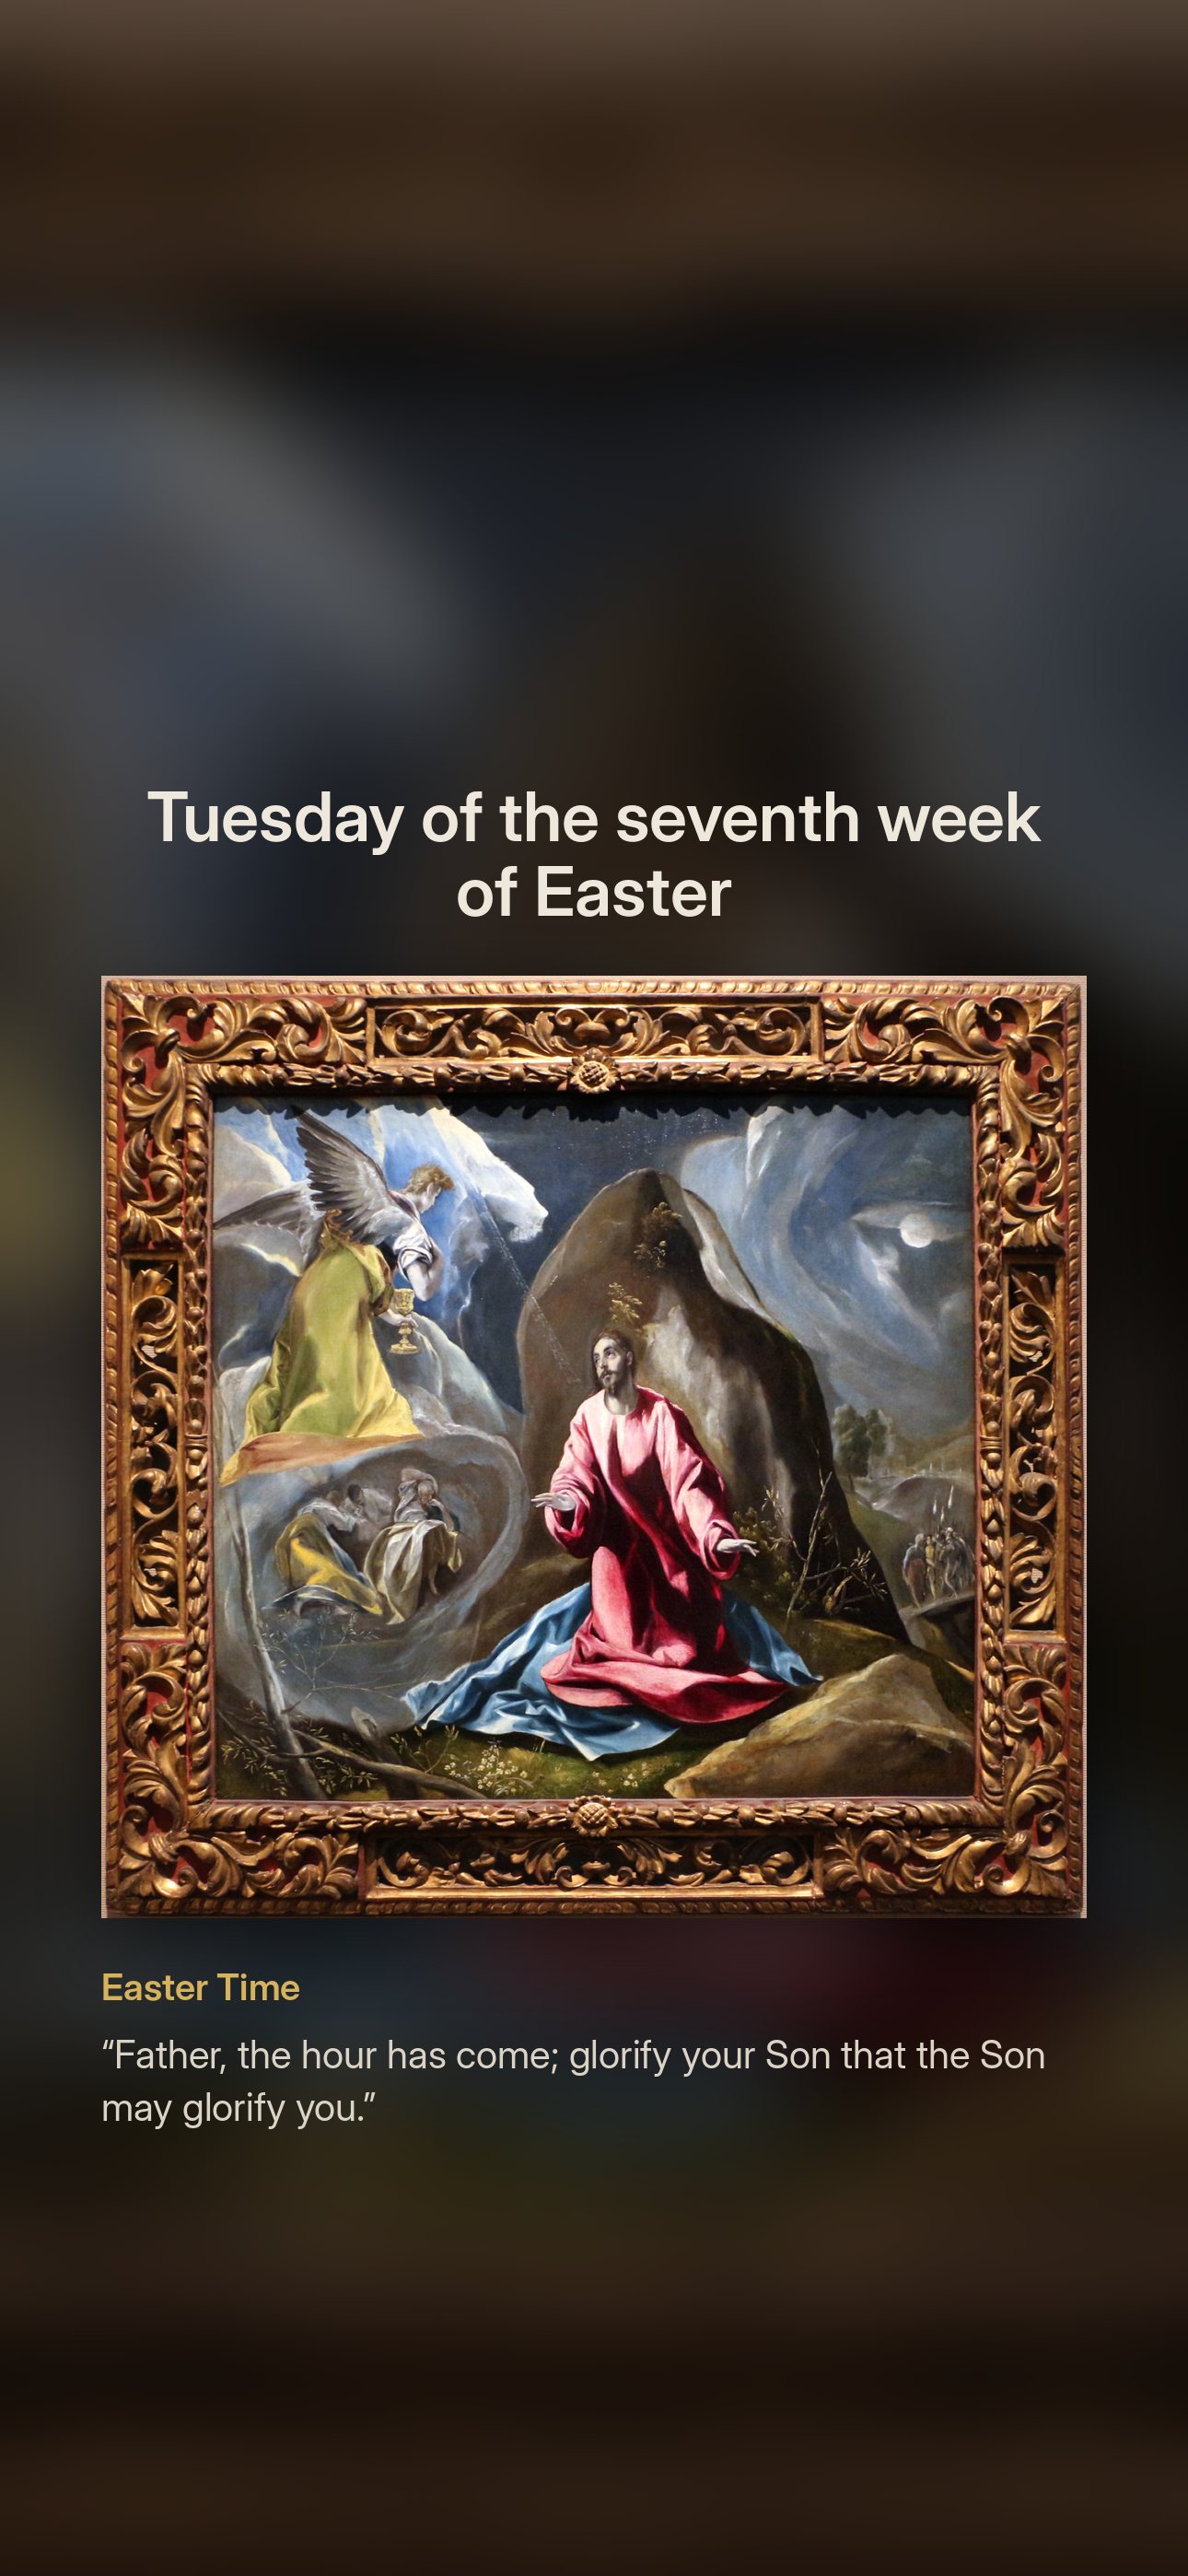 Tuesday of the seventh week
of Easter
Easter Time
“Father, the hour has come; glorify your Son that the Son
may glorify you.”